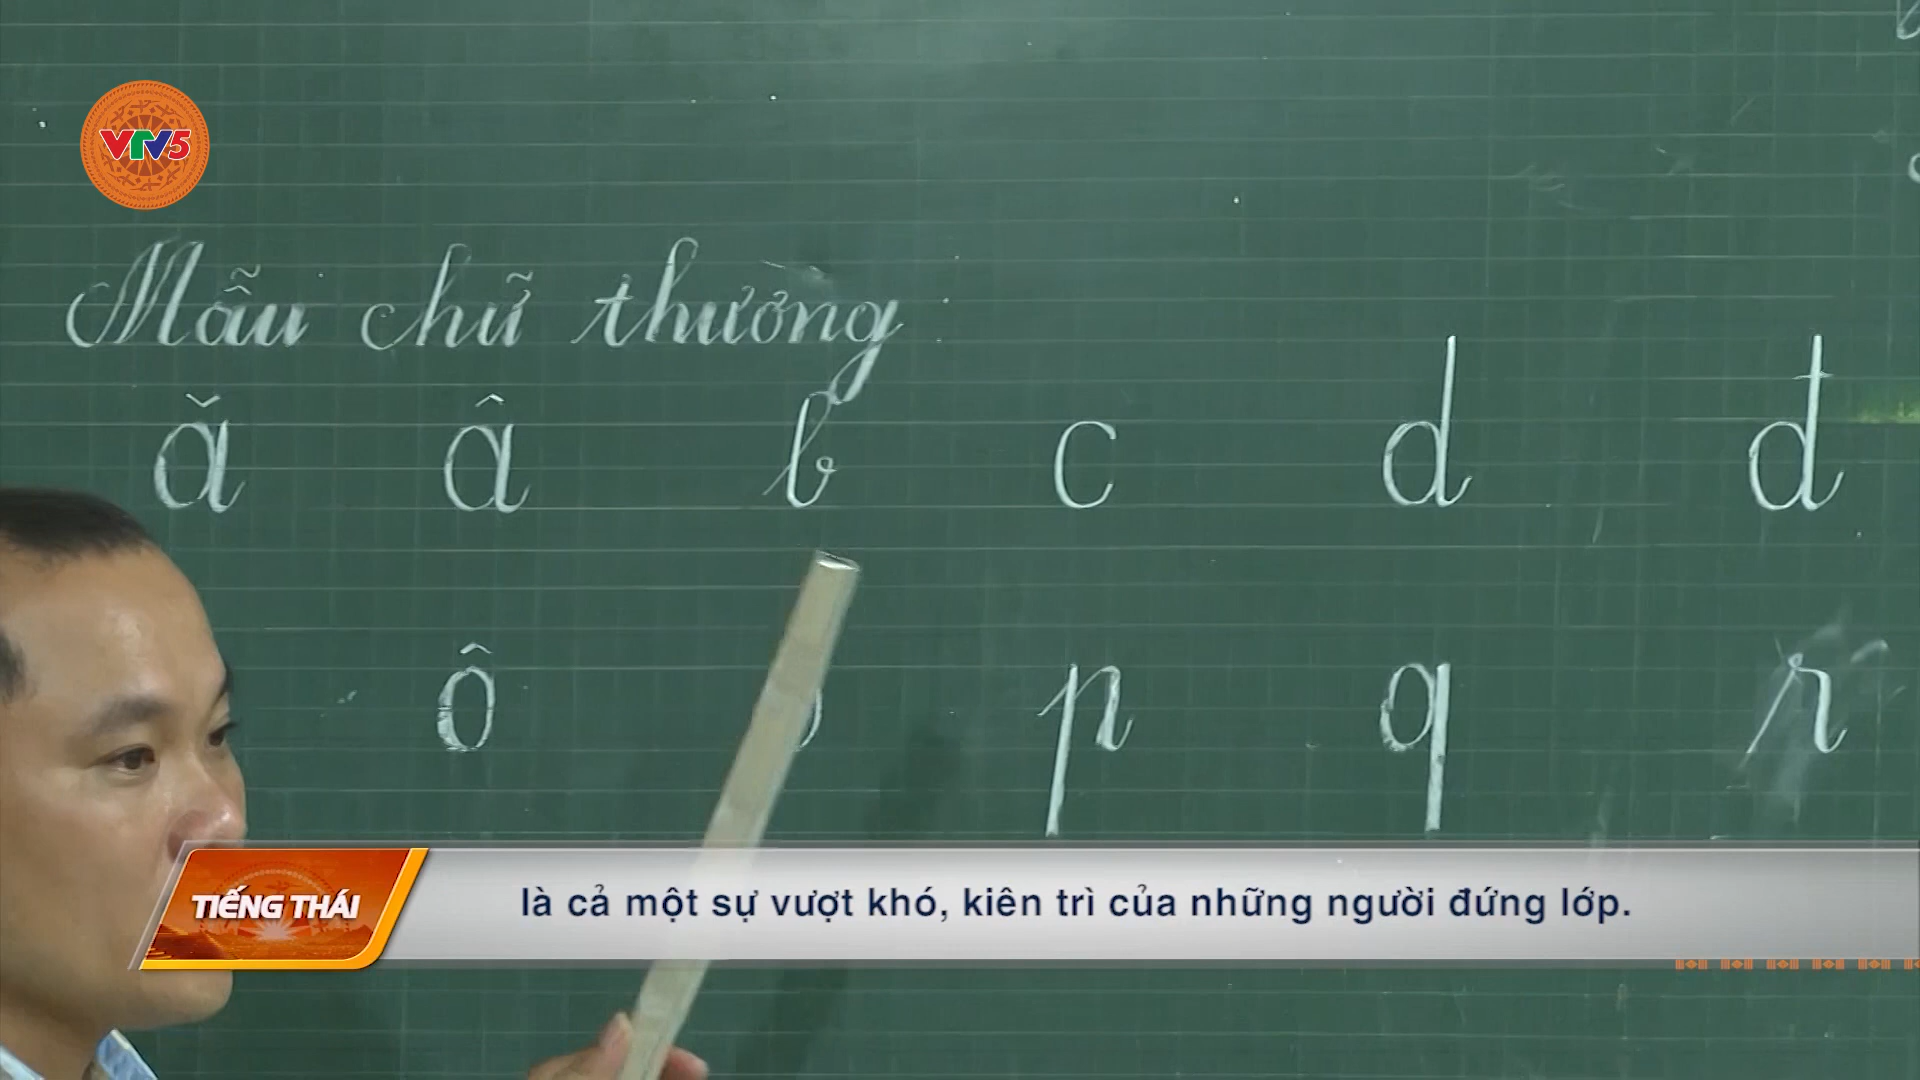 VTV5
Mẫu chữ thường
ă â b c d đ
ô p q r
TIẾNG THÁI
là cả một sự vượt khó, kiên trì của những người đứng lớp.